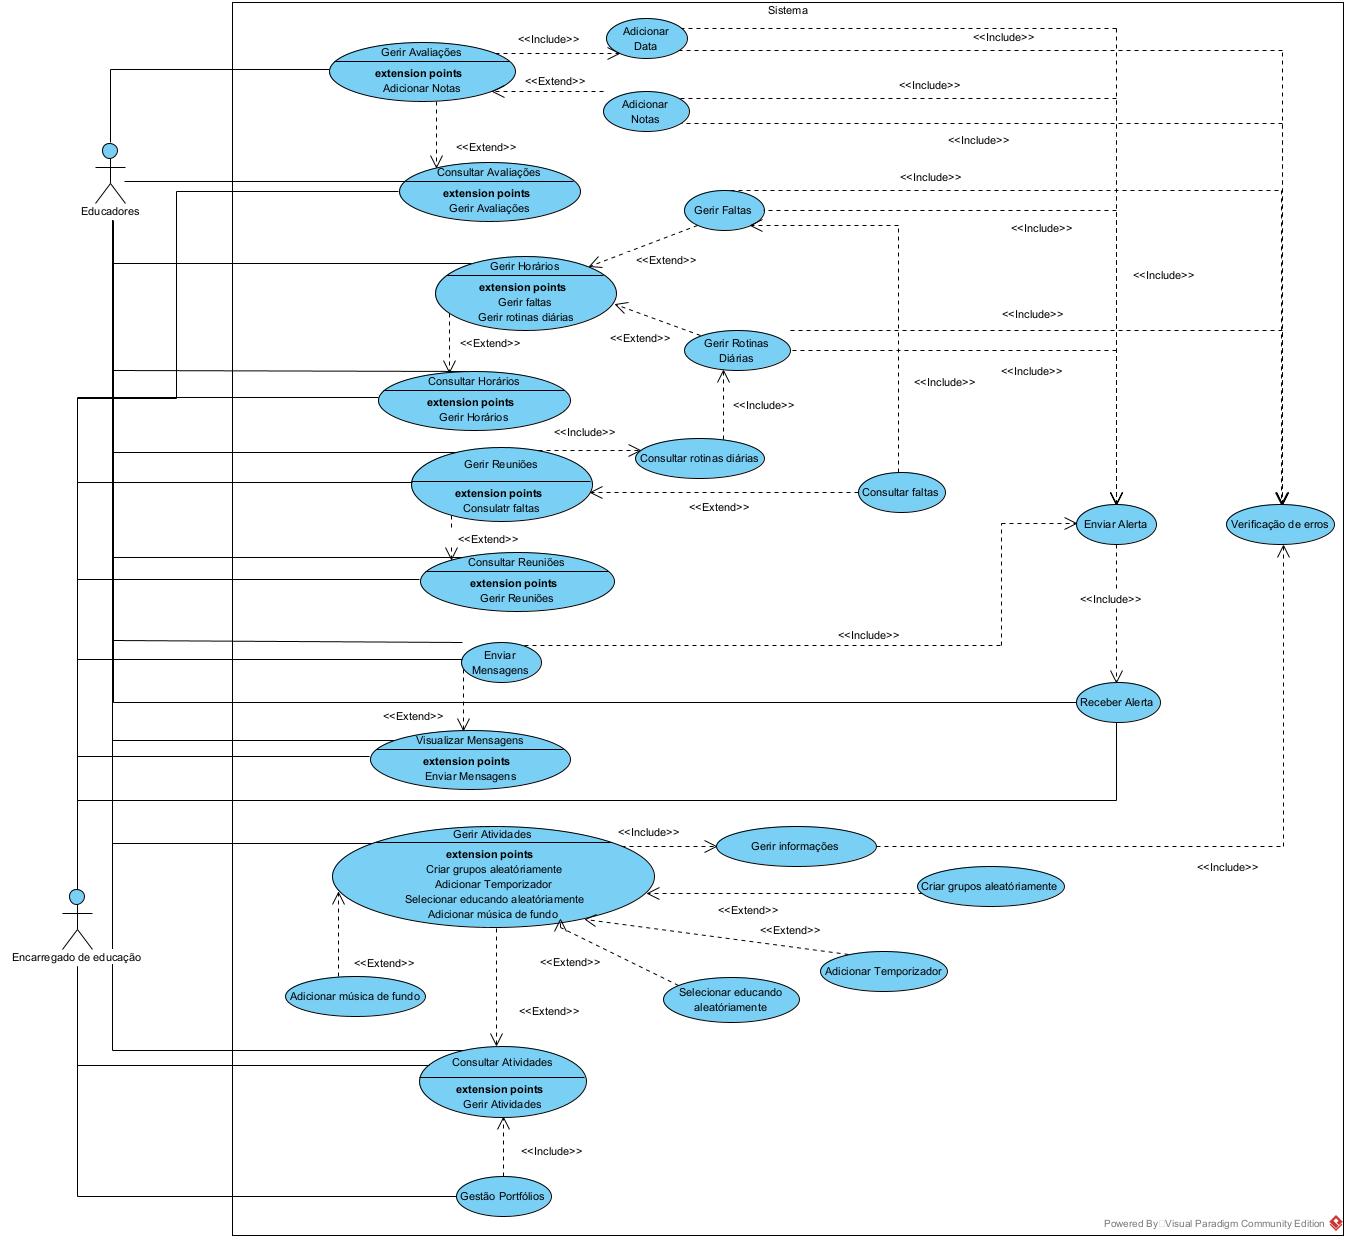 Sistema
Gerir Avaliações
extension points
Adicionar Notas
<<Include>>
Adicionar
Data
<<Include>>
<<Extend>>
Adicionar
Notas
<<Include>>
<<Include>>
<<Extend>>
Educadores
Consultar Avaliações
extension points
Gerir Avaliações
<<Include>>
Gerir Faltas
<<Include>>
<<Extend>>
<<Include>>
Gerir Horários
extension points
Gerir faltas
Gerir rotinas diárias
<<Include>>
<<Extend>>
<<Extend>>
Gerir Rotinas
Diárias
<<Include>>
<<Include>>
Consultar Horários
extension points
Gerir Horários
<<Include>>
<<Include>>
Gerir Reuniões
extension points
Consulatr faltas
Consultar rotinas diárias
Consultar faltas
<<Extend>>
Enviar Alerta
Verificação de erros
<<Extend>>
Consultar Reuniões
extension points
Gerir Reuniões
<<Include>>
<<Include>>
Enviar
Mensagens
Receber Alerta
<<Extend>>
Visualizar Mensagens
extension points
Enviar Mensagens
Gerir Atividades
extension points
Criar grupos aleatóriamente
Adicionar Temporizador
Selecionar educando aleatóriamente
Adicionar música de fundo
<<Include>>
Gerir informações
<<Include>>
Criar grupos aleatóriamente
<<Extend>>
<<Extend>>
Encarregado de educação
<<Extend>>
<<Extend>>
Adicionar Temporizador
Adicionar música de fundo
Selecionar educando
aleatóriamente
<<Extend>>
Consultar Atividades
extension points
Gerir Atividades
<<Include>>
Gestão Portfólios
Powered By Visual Paradigm Community Edition